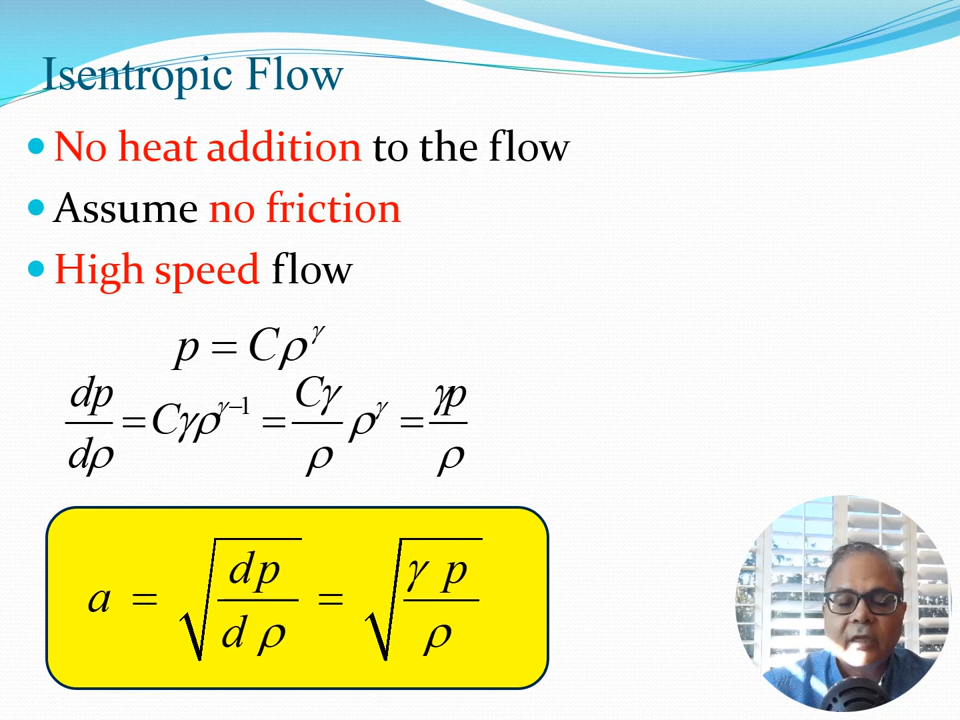 Isentropic Flow
• No heat addition to the flow
• Assume no friction
• High speed flow
p = Cρ^γ
dp/dρ = Cγρ^(γ−1) = Cγ/ρ ρ^γ = γp/ρ
a = √(dp/dρ) = √(γ p/ρ)